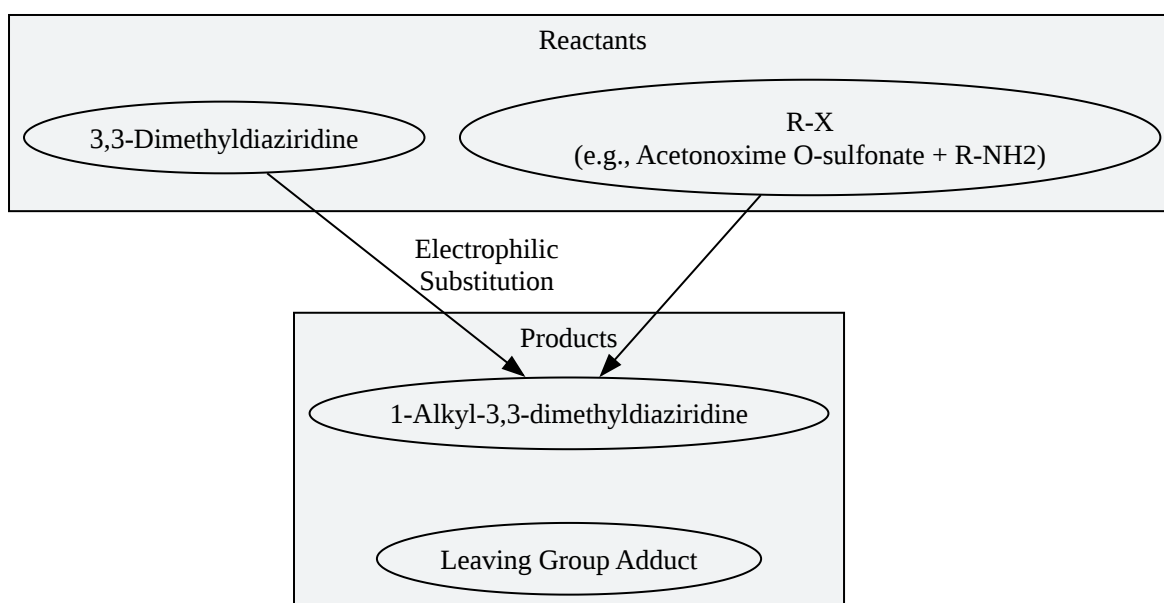 Reactants
3,3-Dimethyldiaziridine
R-X
(e.g., Acetonoxime O-sulfonate + R-NH2)
Electrophilic
Substitution
Products
1-Alkyl-3,3-dimethyldiaziridine
Leaving Group Adduct